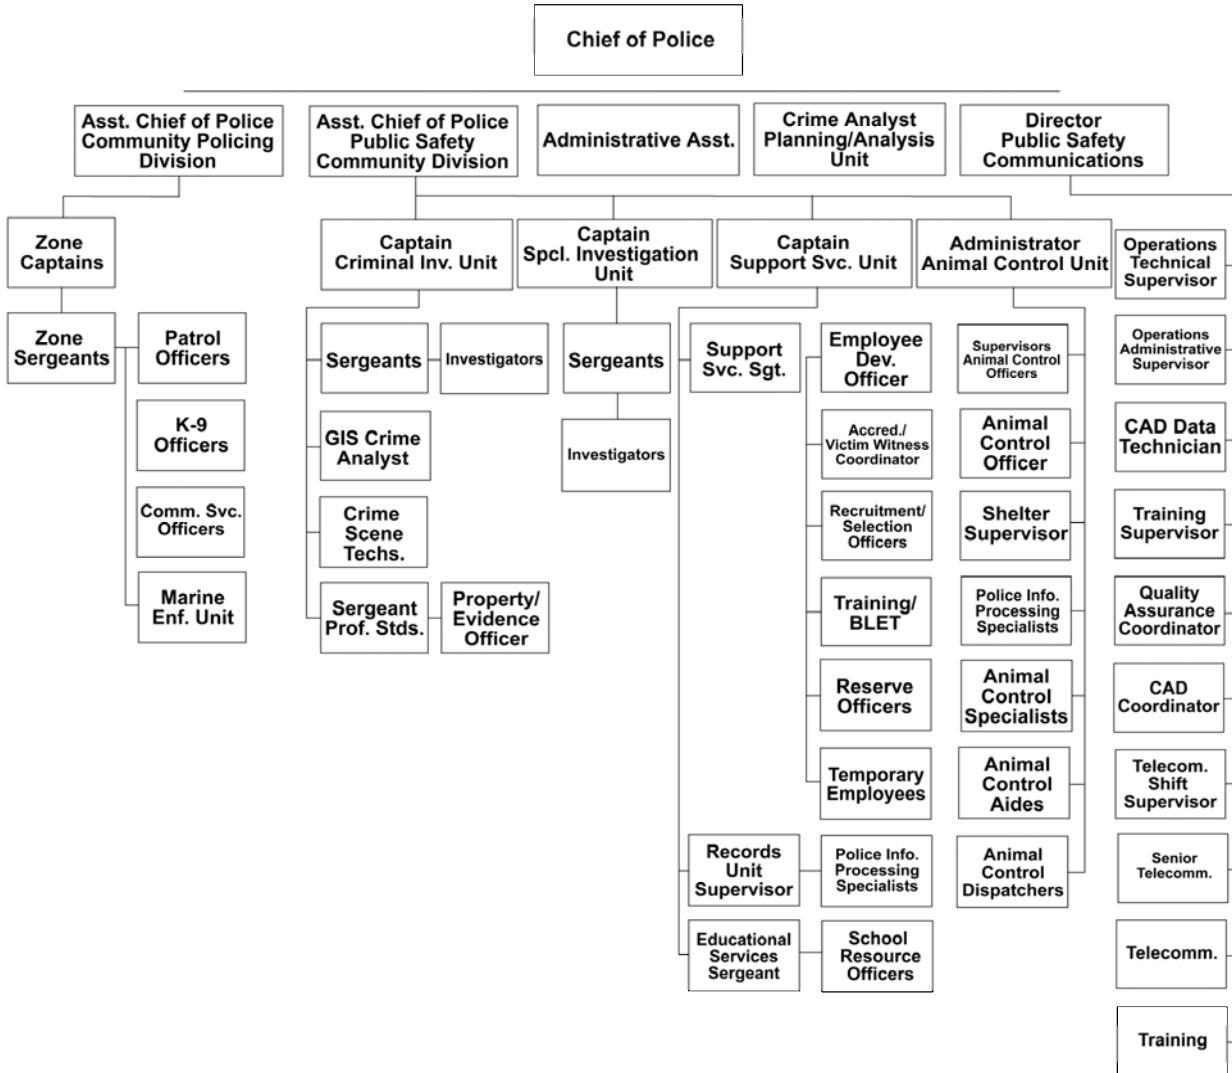 Chief of Police
Asst. Chief of Police
Community Policing
Division
Asst. Chief of Police
Public Safety
Community Division
Administrative Asst.
Crime Analyst
Planning/Analysis
Unit
Director
Public Safety
Communications
Zone
Captains
Captain
Criminal Inv. Unit
Captain
Spcl. Investigation
Unit
Captain
Support Svc. Unit
Administrator
Animal Control Unit
Operations
Technical
Supervisor
Zone
Sergeants
Patrol
Officers
Sergeants
Investigators
Sergeants
Support
Svc. Sgt.
Employee
Dev.
Officer
Supervisors
Animal Control
Officers
Operations
Administrative
Supervisor
K-9
Officers
GIS Crime
Analyst
Investigators
Accred./
Victim Witness
Coordinator
Animal
Control
Officer
CAD Data
Technician
Comm. Svc.
Officers
Crime
Scene
Techs.
Recruitment/
Selection
Officers
Shelter
Supervisor
Training
Supervisor
Marine
Enf. Unit
Sergeant
Prof. Stds.
Property/
Evidence
Officer
Training/
BLET
Police Info.
Processing
Specialists
Quality
Assurance
Coordinator
Reserve
Officers
Animal
Control
Specialists
CAD
Coordinator
Temporary
Employees
Animal
Control
Aides
Telecom.
Shift
Supervisor
Records
Unit
Supervisor
Police Info.
Processing
Specialists
Animal
Control
Dispatchers
Senior
Telecomm.
Educational
Services
Sergeant
School
Resource
Officers
Telecomm.
Training